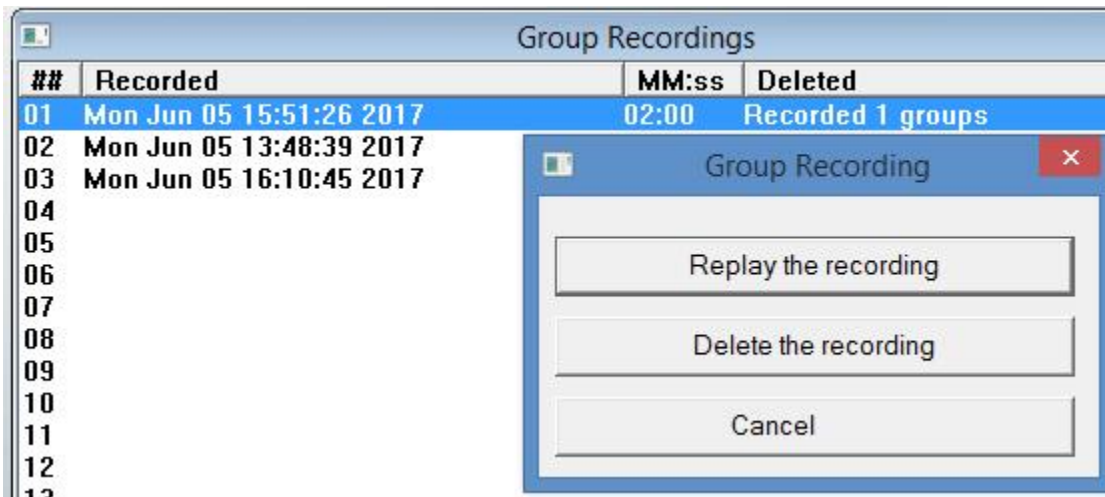 Group Recordings
## Recorded MM:ss Deleted
01 Mon Jun 05 15:51:26 2017 02:00 Recorded 1 groups
02 Mon Jun 05 13:48:39 2017
03 Mon Jun 05 16:10:45 2017
04
05
06
07
08
09
10
11
12
Group Recording
Replay the recording
Delete the recording
Cancel